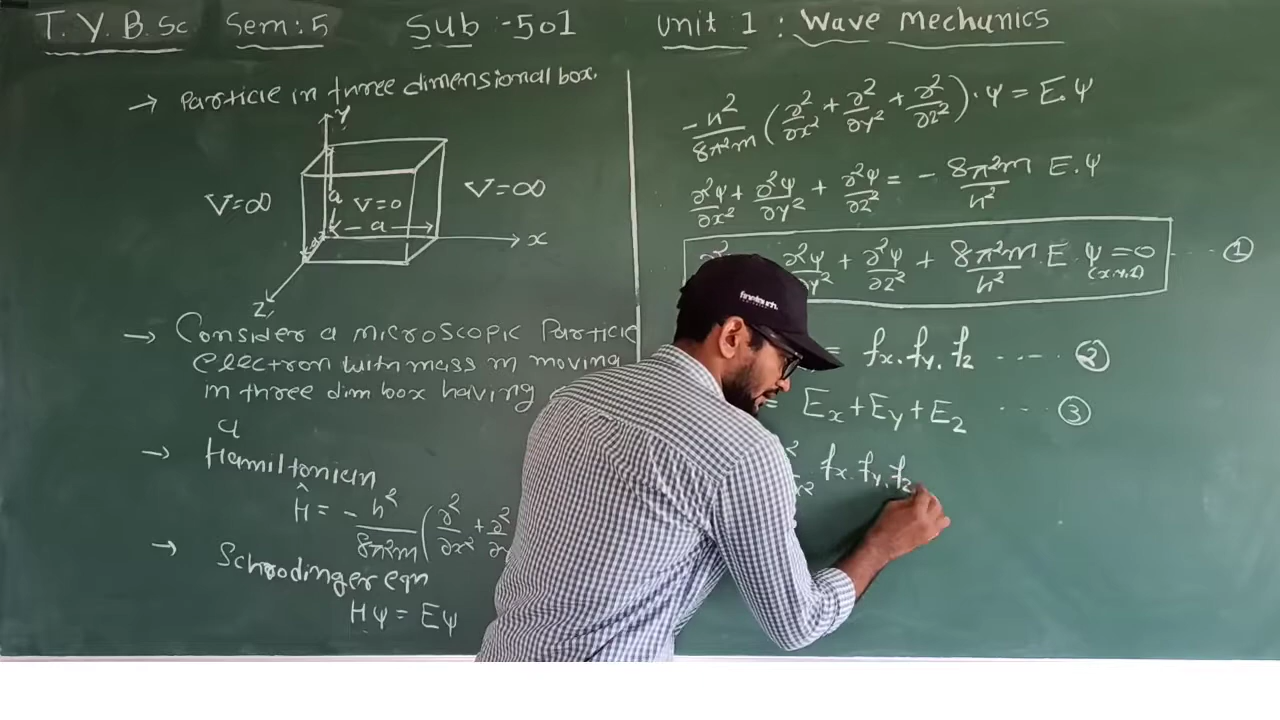 T. Y. B. Sc Sem: 5 Sub :-501 Unit 1 : Wave Mechanics
→ Particle in three dimensional box.
Y
V=∞
a
V=0
a
V=∞
x
Z
→ Consider a microscopic Particle
electron with mass m moving
in three dim box having
a
→ Hamiltonian
Ĥ = - h²/8π²m (∂²/∂x² + ∂²
→ Schrodinger eqn
Hψ = Eψ
-h²/8π²m (∂²/∂x² + ∂²/∂y² + ∂²/∂z²) . ψ = E.ψ
∂²ψ/∂x² + ∂²ψ/∂y² + ∂²ψ/∂z² = - 8π²m/h² E.ψ
∂²ψ/∂y² + ∂²ψ/∂z² + 8π²m/h² E ψ(x,y,z) = 0 ... ①
= fx. fy. fz ---- ②
= Ex + Ey + Ez ... ③
fx. fy. fz
finntouch.